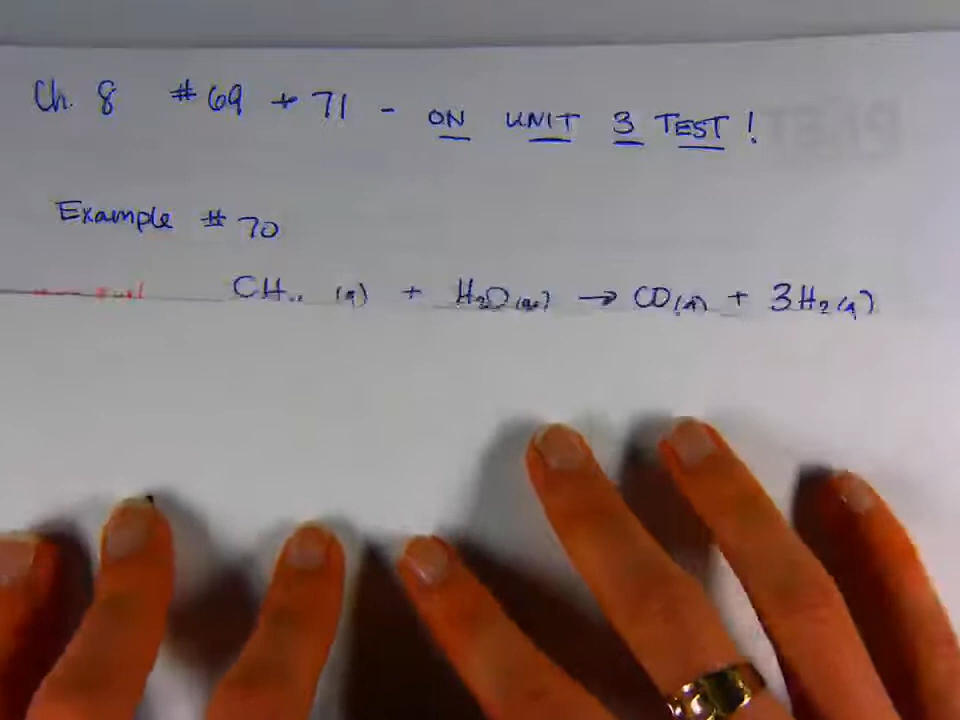 Ch. 8 #69 + 71 - ON UNIT 3 TEST!
Example #70
CH₄ (g) + H₂O(g) → CO(g) + 3H₂(g)